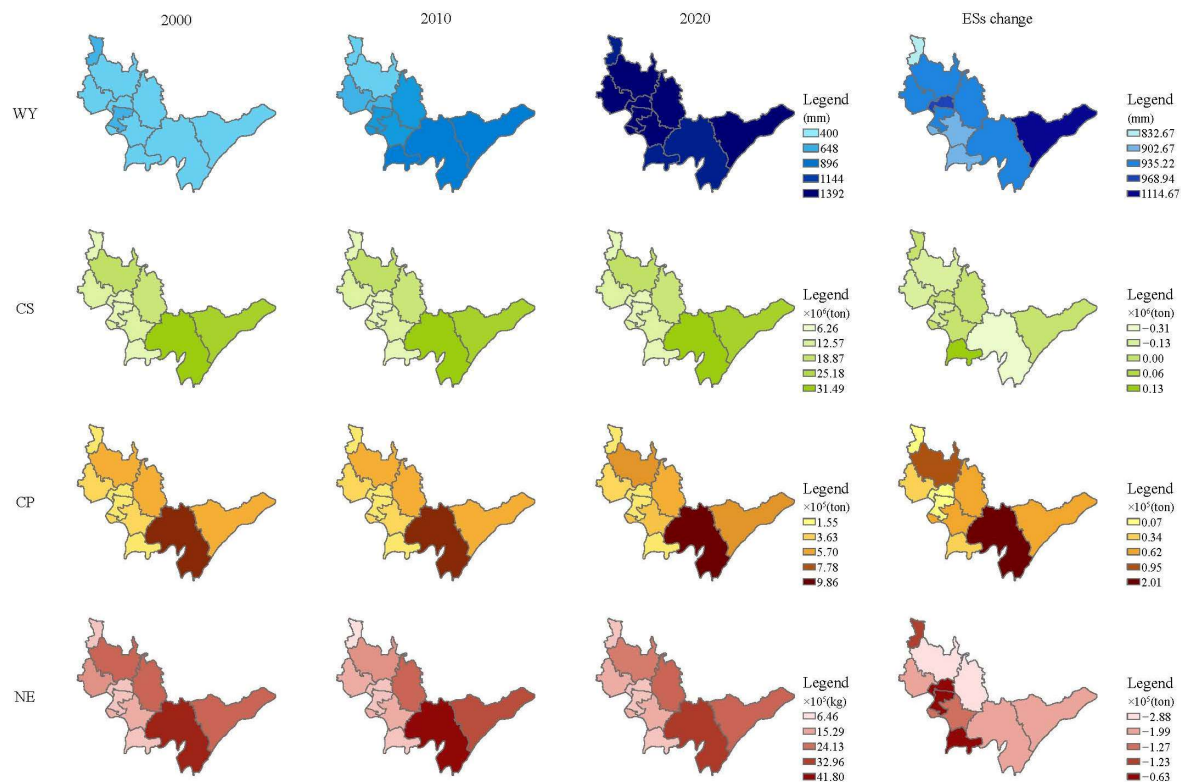 2000
2010
2020
ESs change
WY
Legend
(mm)
400
648
896
1144
1392
Legend
(mm)
832.67
902.67
935.22
968.94
1114.67
CS
Legend
×10⁶(ton)
6.26
12.57
18.87
25.18
31.49
Legend
×10⁶(ton)
−0.31
−0.13
0.00
0.06
0.13
CP
Legend
×10⁵(ton)
1.55
3.63
5.70
7.78
9.86
Legend
×10⁵(ton)
0.07
0.34
0.62
0.95
2.01
NE
Legend
×10⁵(kg)
6.46
15.29
24.13
32.96
41.80
Legend
×10⁵(ton)
−2.88
−1.99
−1.27
−1.23
−0.63